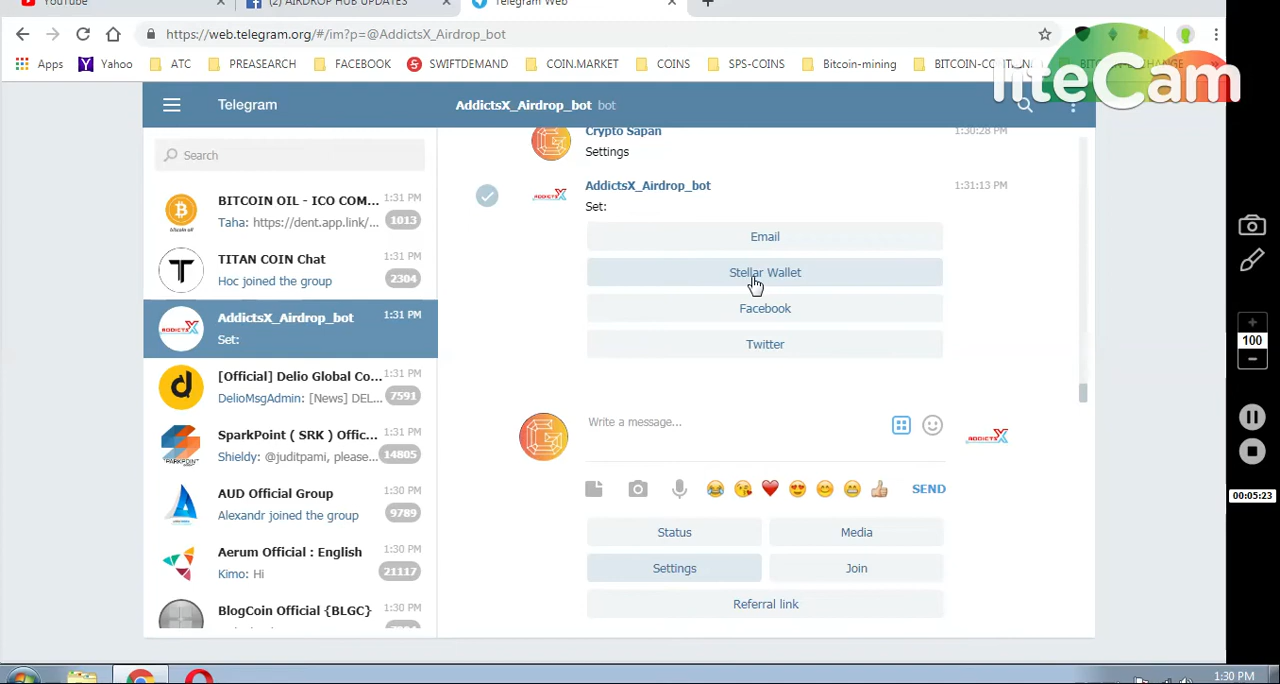 YouTube
(2) AIRDROP HUB UPDATES
Telegram Web
https://web.telegram.org/#/im?p=@AddictsX_Airdrop_bot
Apps
Yahoo
ATC
PREASEARCH
FACEBOOK
SWIFTDEMAND
COIN.MARKET
COINS
SPS-COINS
Bitcoin-mining
liteCam
Telegram
AddictsX_Airdrop_bot bot
Search
BITCOIN OIL - ICO COM... 1:31 PM
Taha: https://dent.app.link/... 1013
TITAN COIN Chat 1:31 PM
Hoc joined the group 2304
AddictsX_Airdrop_bot 1:31 PM
Set:
[Official] Delio Global Co... 1:31 PM
DelioMsgAdmin: [News] DEL... 7591
SparkPoint ( SRK ) Offic... 1:31 PM
Shieldy: @juditpami, please... 14805
AUD Official Group 1:30 PM
Alexandr joined the group 9789
Aerum Official : English 1:30 PM
Kimo: Hi 21117
BlogCoin Official {BLGC} 1:30 PM
Crypto Sapan 1:30:28 PM
Settings
AddictsX_Airdrop_bot 1:31:13 PM
Set:
Email
Stellar Wallet
Facebook
Twitter
Write a message...
SEND
Status
Media
Settings
Join
Referral link
100
00:05:23
1:30 PM